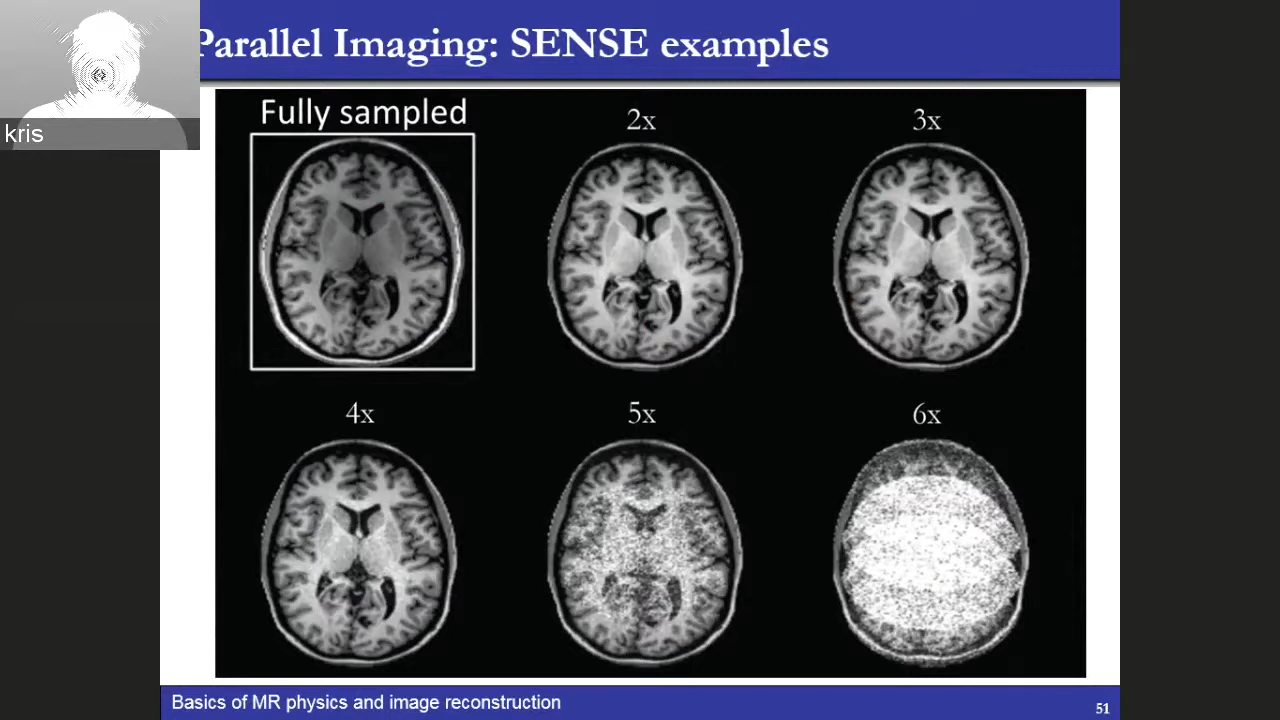 Parallel Imaging: SENSE examples
kris
Fully sampled
2x
3x
4x
5x
6x
Basics of MR physics and image reconstruction
51